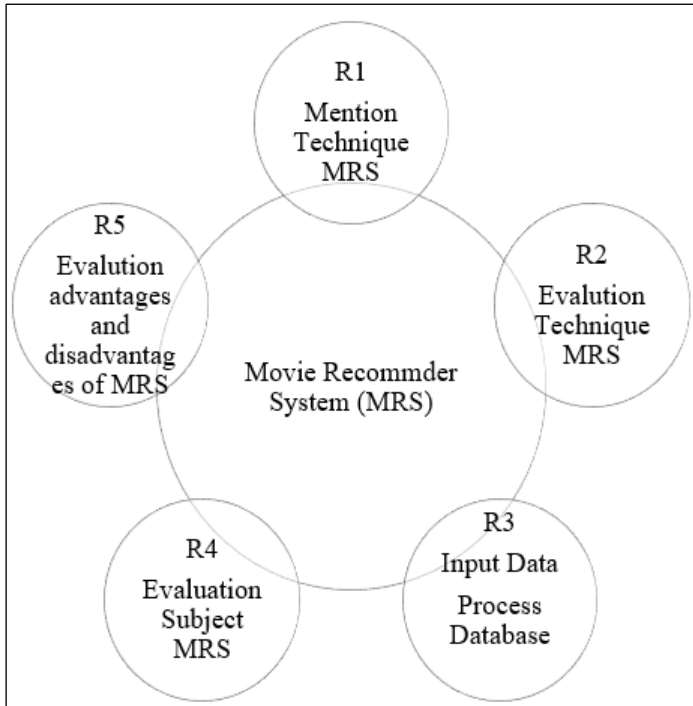 R1
Mention
Technique
MRS
R2
Evalution
Technique
MRS
R3
Input Data
Process
Database
R4
Evaluation
Subject
MRS
R5
Evalution
advantages
and
disadvantag
es of MRS
Movie Recommder
System (MRS)